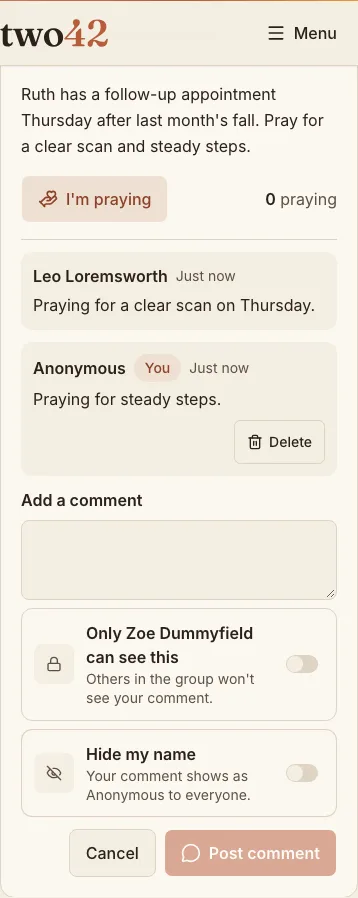 two42
Menu
Ruth has a follow-up appointment
Thursday after last month's fall. Pray for
a clear scan and steady steps.
I'm praying
0 praying
Leo Loremsworth Just now
Praying for a clear scan on Thursday.
Anonymous You Just now
Praying for steady steps.
Delete
Add a comment
Only Zoe Dummyfield
can see this
Others in the group won't
see your comment.
Hide my name
Your comment shows as
Anonymous to everyone.
Cancel
Post comment